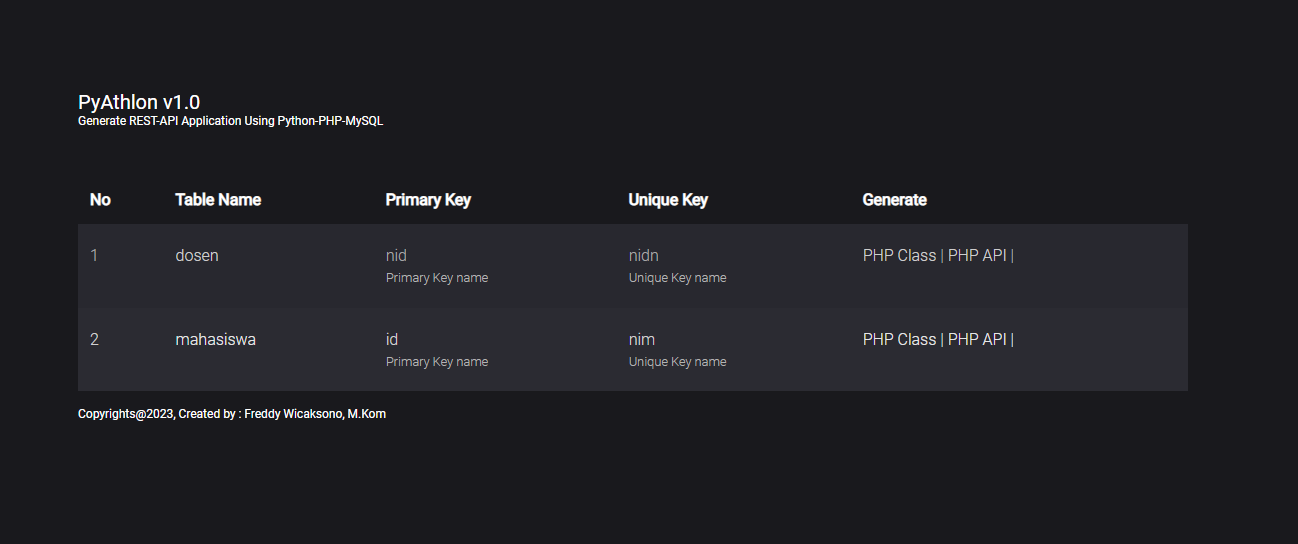 PyAthlon v1.0
Generate REST-API Application Using Python-PHP-MySQL
No Table Name Primary Key Unique Key Generate
1 dosen nid nidn PHP Class | PHP API |
Primary Key name Unique Key name
2 mahasiswa id nim PHP Class | PHP API |
Primary Key name Unique Key name
Copyrights@2023, Created by : Freddy Wicaksono, M.Kom